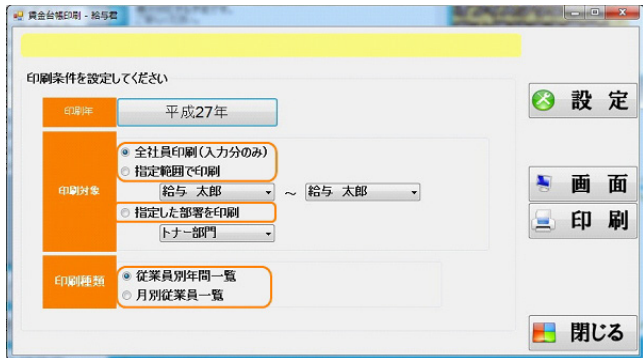 賃金台帳印刷 - 給与君
印刷条件を設定してください
印刷年
平成27年
印刷対象
全社員印刷(入力分のみ)
指定範囲で印刷
給与 太郎 ～ 給与 太郎
指定した部署を印刷
トナー部門
印刷種類
従業員別年間一覧
月別従業員一覧
設 定
画 面
印 刷
閉じる